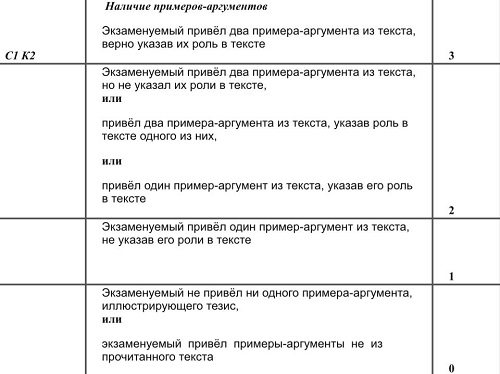 Наличие примеров-аргументов
Экзаменуемый привёл два примера-аргумента из текста,
верно указав их роль в тексте
С1 К2
3
Экзаменуемый привёл два примера-аргумента из текста,
но не указал их роли в тексте,
или
привёл два примера-аргумента из текста, указав роль в
тексте одного из них,
или
привёл один пример-аргумент из текста, указав его роль
в тексте
2
Экзаменуемый привёл один пример-аргумент из текста,
не указав его роли в тексте
1
Экзаменуемый не привёл ни одного примера-аргумента,
иллюстрирующего тезис,
или
экзаменуемый привёл примеры-аргументы не из
прочитанного текста
0